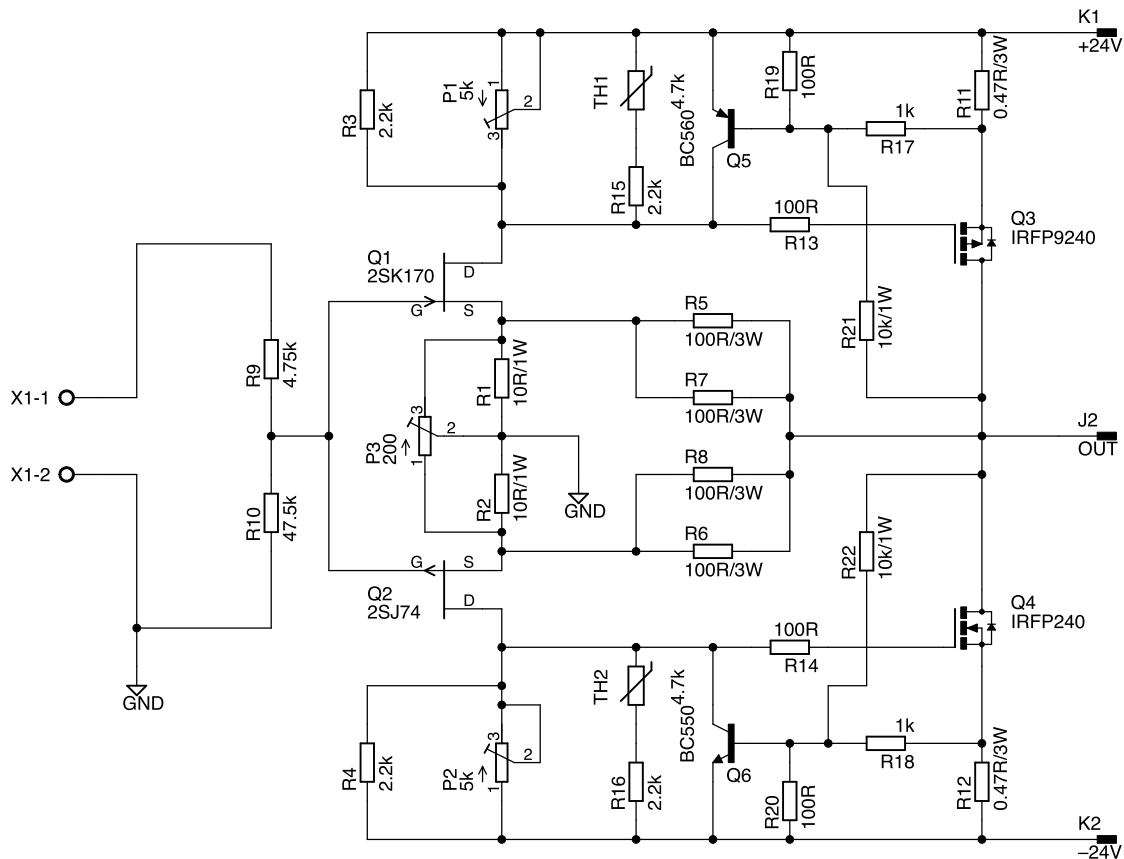 K1
+24V
R3
2.2k
P1
5k
1
2
3
TH1
4.7k
BC560
Q5
R19
100R
1k
R17
R11
0.47R/3W
R15
2.2k
100R
R13
Q3
IRFP9240
Q1
2SK170
D
G
S
R5
100R/3W
R21
10k/1W
R9
4.75k
R1
10R/1W
R7
100R/3W
X1-1
P3
200
3
2
1
J2
OUT
X1-2
R10
47.5k
R2
10R/1W
GND
R8
100R/3W
R6
100R/3W
R22
10k/1W
G
S
Q2
2SJ74
D
Q4
IRFP240
100R
R14
GND
TH2
4.7k
BC550
Q6
R4
2.2k
P2
5k
3
2
1
R16
2.2k
R20
100R
1k
R18
R12
0.47R/3W
K2
–24V